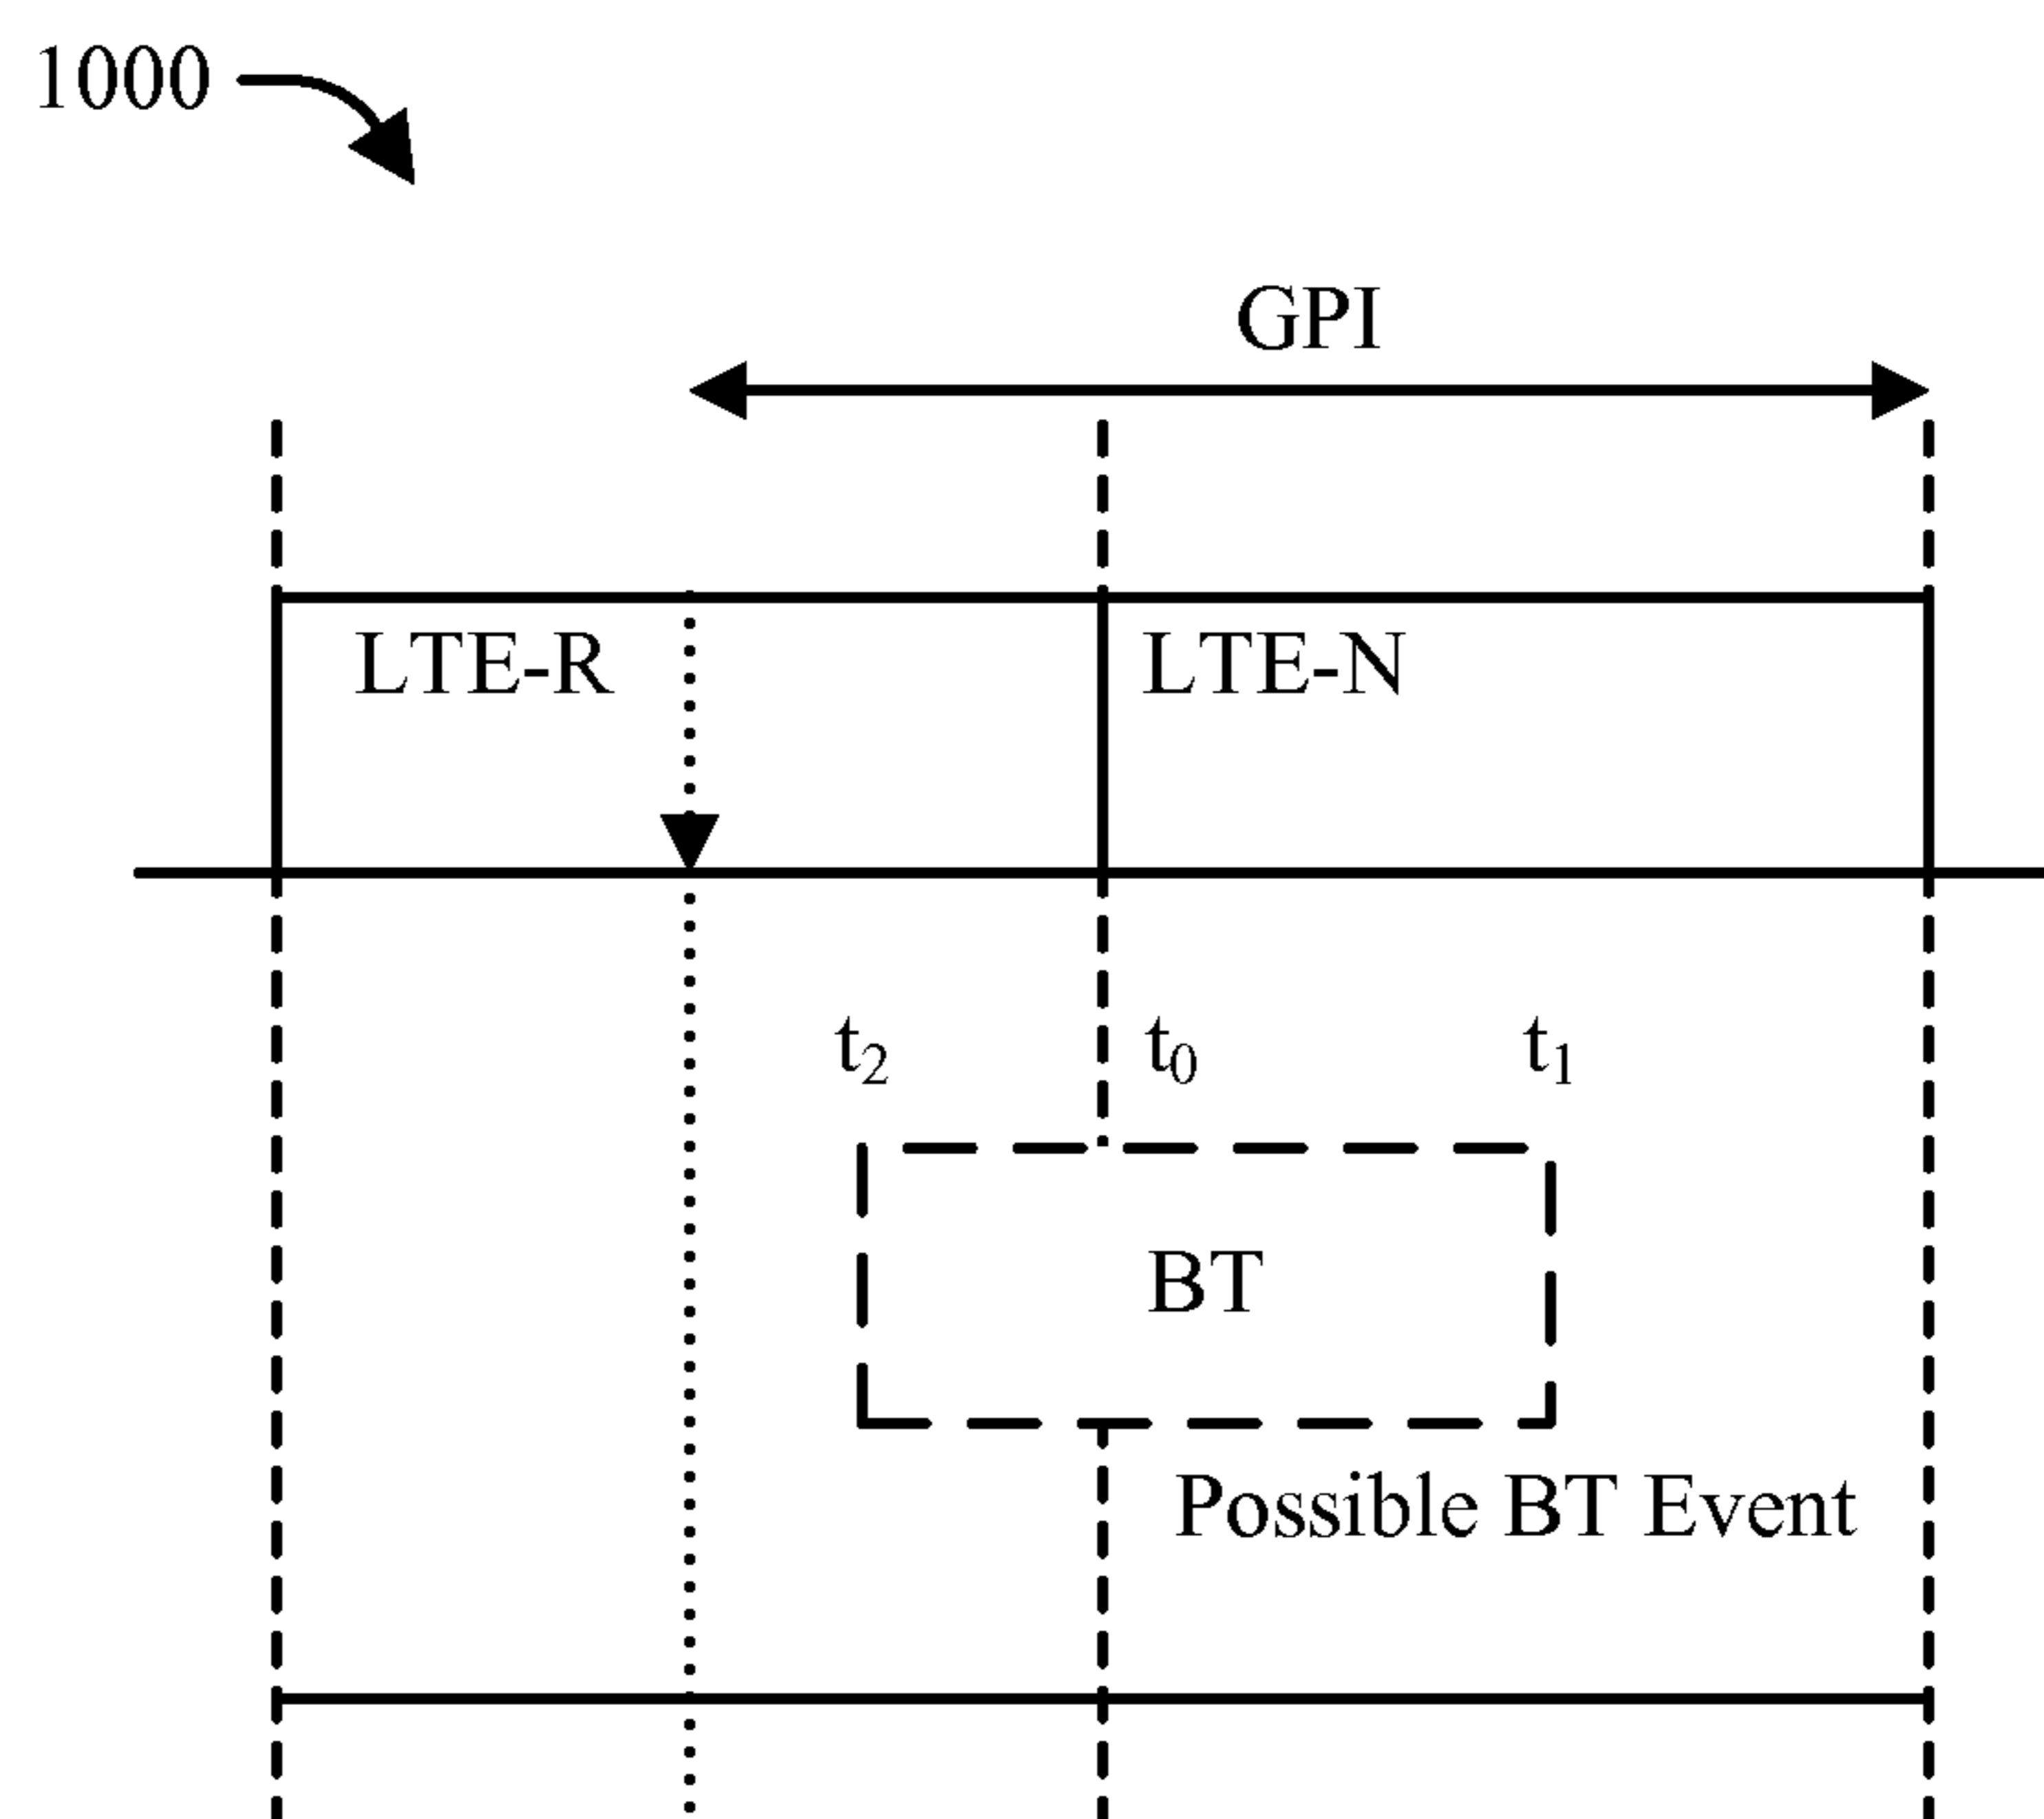 1000
GPI
LTE-R LTE-N
t₂ t₀ t₁
BT
Possible BT Event